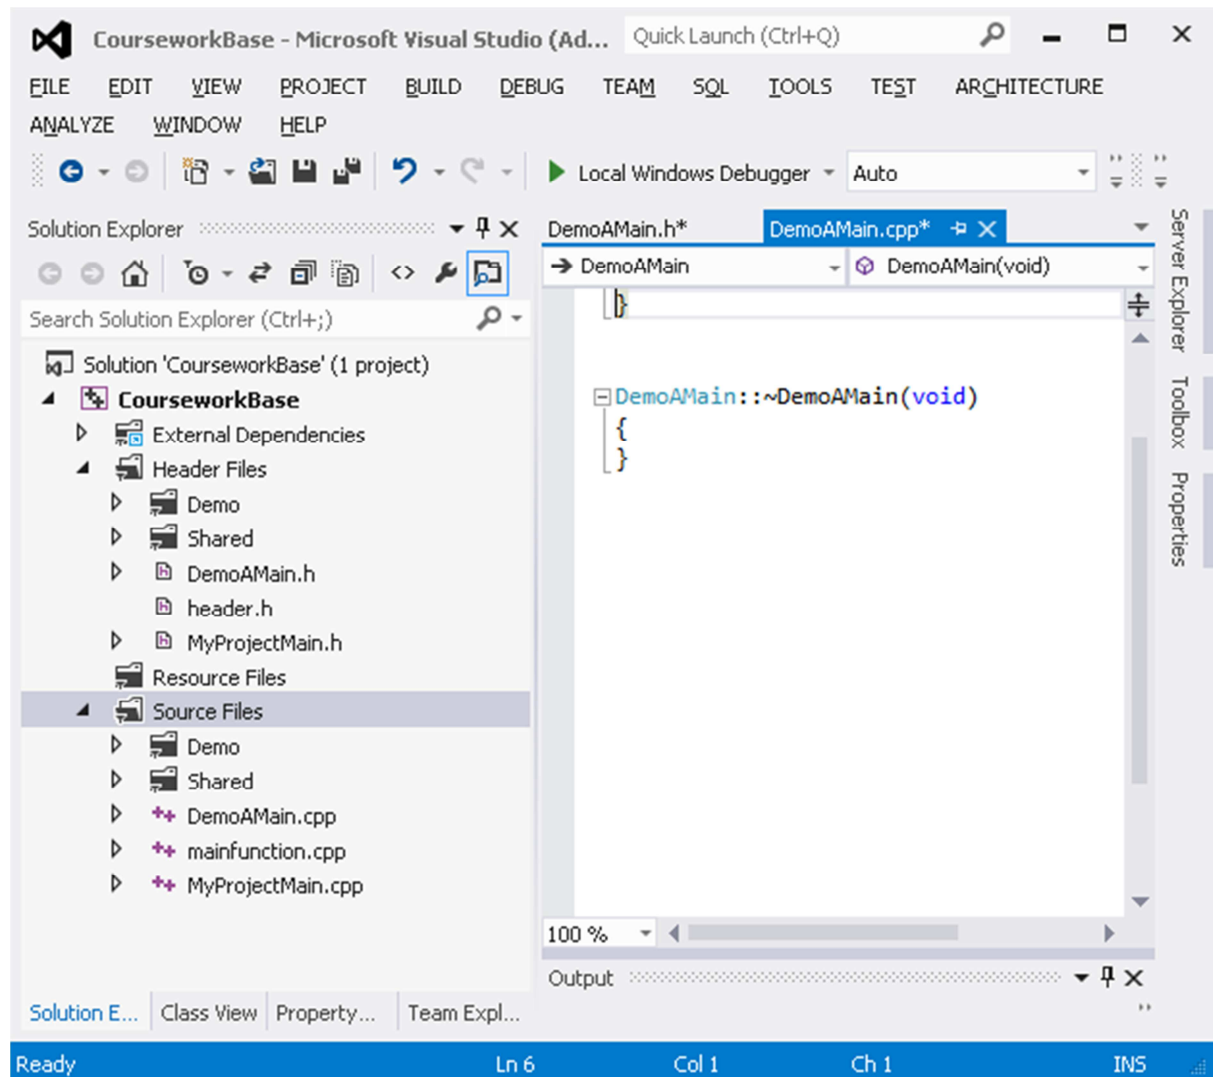 CourseworkBase - Microsoft Visual Studio (Ad... Quick Launch (Ctrl+Q)
FILE EDIT VIEW PROJECT BUILD DEBUG TEAM SQL TOOLS TEST ARCHITECTURE
ANALYZE WINDOW HELP
Local Windows Debugger Auto
Solution Explorer
Search Solution Explorer (Ctrl+;)
Solution 'CourseworkBase' (1 project)
CourseworkBase
External Dependencies
Header Files
Demo
Shared
DemoAMain.h
header.h
MyProjectMain.h
Resource Files
Source Files
Demo
Shared
DemoAMain.cpp
mainfunction.cpp
MyProjectMain.cpp
Solution E... Class View Property... Team Expl...
DemoAMain.h* DemoAMain.cpp*
DemoAMain DemoAMain(void)
}
DemoAMain::~DemoAMain(void)
{
}
100 %
Output
Server Explorer
Toolbox
Properties
Ready Ln 6 Col 1 Ch 1 INS